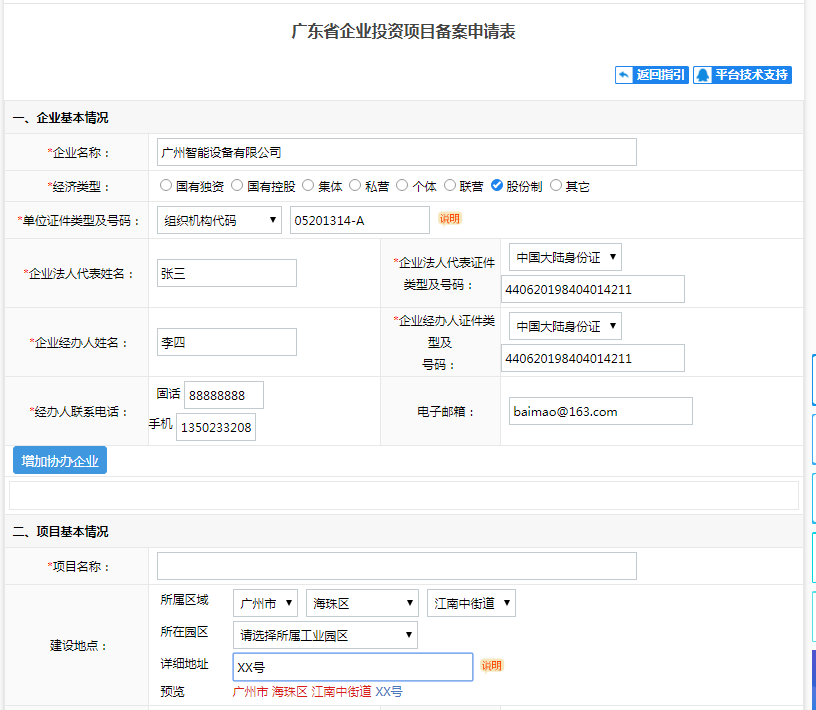 广东省企业投资项目备案申请表
返回指引 平台技术支持
一、企业基本情况
*企业名称： 广州智能设备有限公司
*经济类型： 国有独资 国有控股 集体 私营 个体 联营 股份制 其它
*单位证件类型及号码： 组织机构代码 05201314-A 说明
*企业法人代表姓名： 张三
*企业法人代表证件
类型及号码：
中国大陆身份证
440620198404014211
*企业经办人姓名： 李四
*企业经办人证件类
型及
号码：
中国大陆身份证
440620198404014211
*经办人联系电话：
固话 88888888
手机 1350233208
电子邮箱： baimao@163.com
增加协办企业
二、项目基本情况
*项目名称：
建设地点：
所属区域 广州市 海珠区 江南中街道
所在园区 请选择所属工业园区
详细地址 XX号 说明
预览 广州市 海珠区 江南中街道 XX号